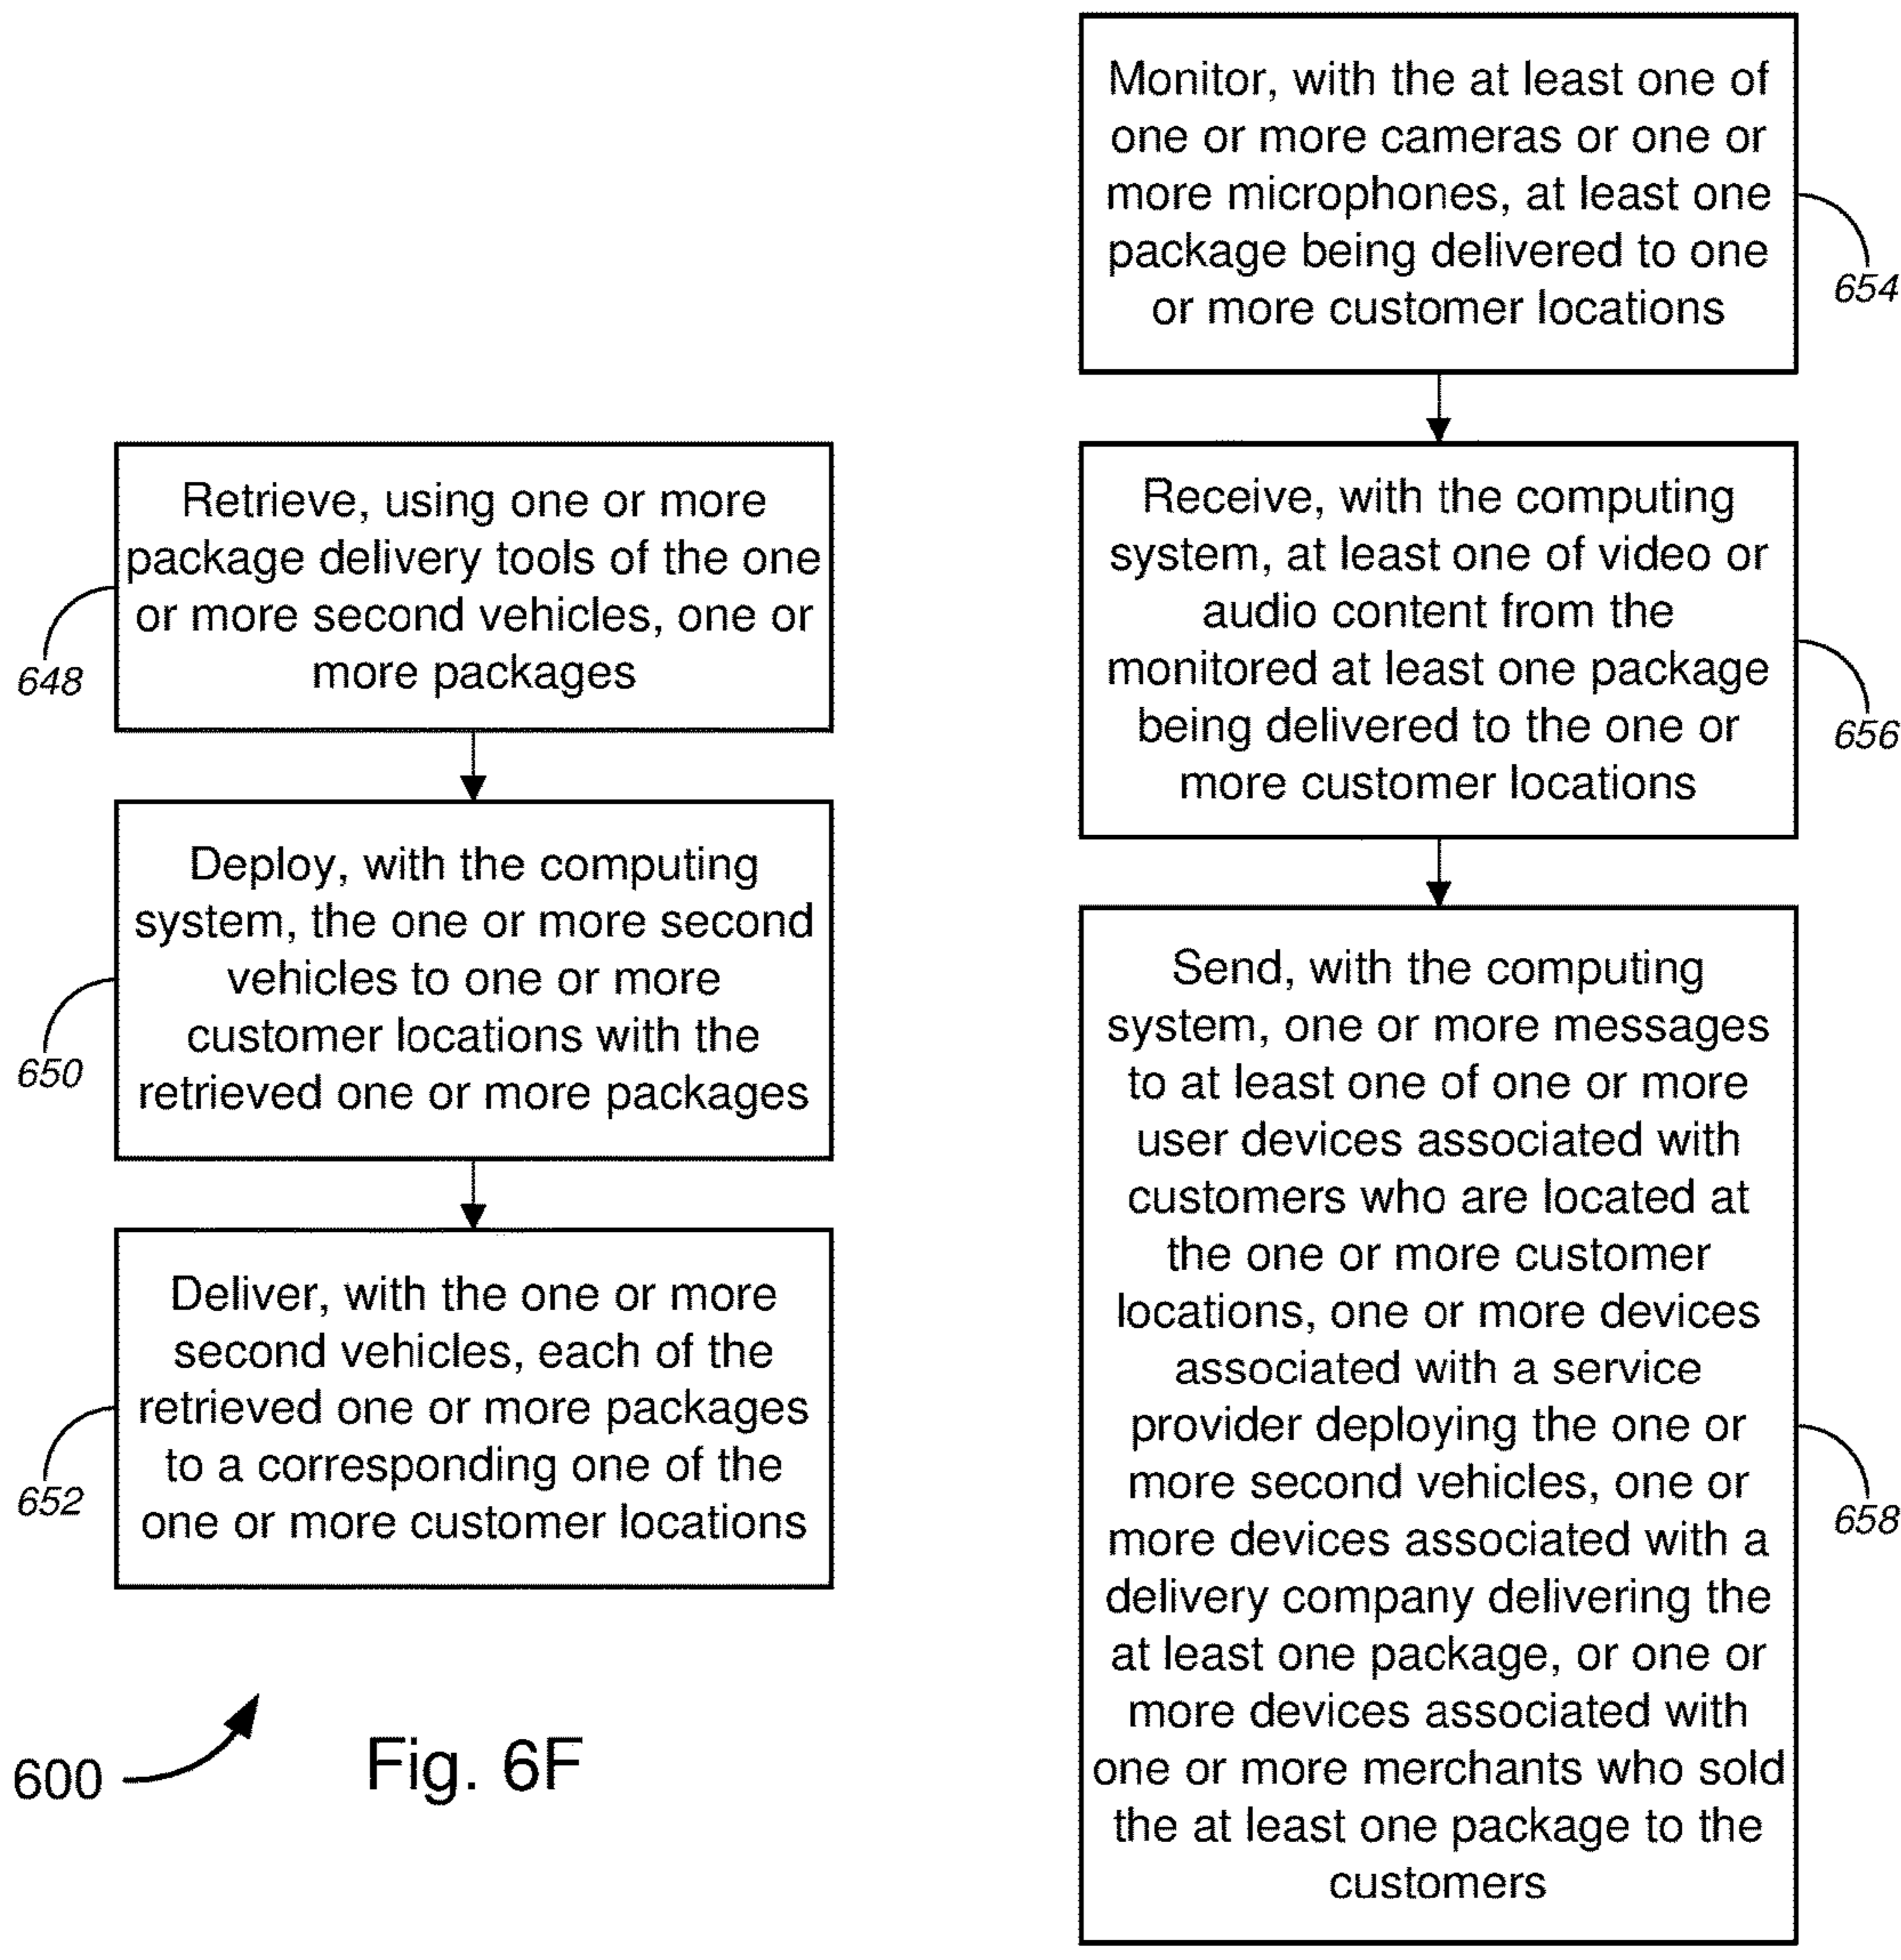 Retrieve, using one or more
package delivery tools of the one
or more second vehicles, one or
more packages
648
Deploy, with the computing
system, the one or more second
vehicles to one or more
customer locations with the
retrieved one or more packages
650
Deliver, with the one or more
second vehicles, each of the
retrieved one or more packages
to a corresponding one of the
one or more customer locations
652
Monitor, with the at least one of
one or more cameras or one or
more microphones, at least one
package being delivered to one
or more customer locations
654
Receive, with the computing
system, at least one of video or
audio content from the
monitored at least one package
being delivered to the one or
more customer locations
656
Send, with the computing
system, one or more messages
to at least one of one or more
user devices associated with
customers who are located at
the one or more customer
locations, one or more devices
associated with a service
provider deploying the one or
more second vehicles, one or
more devices associated with a
delivery company delivering the
at least one package, or one or
more devices associated with
one or more merchants who sold
the at least one package to the
customers
658
600
Fig. 6F